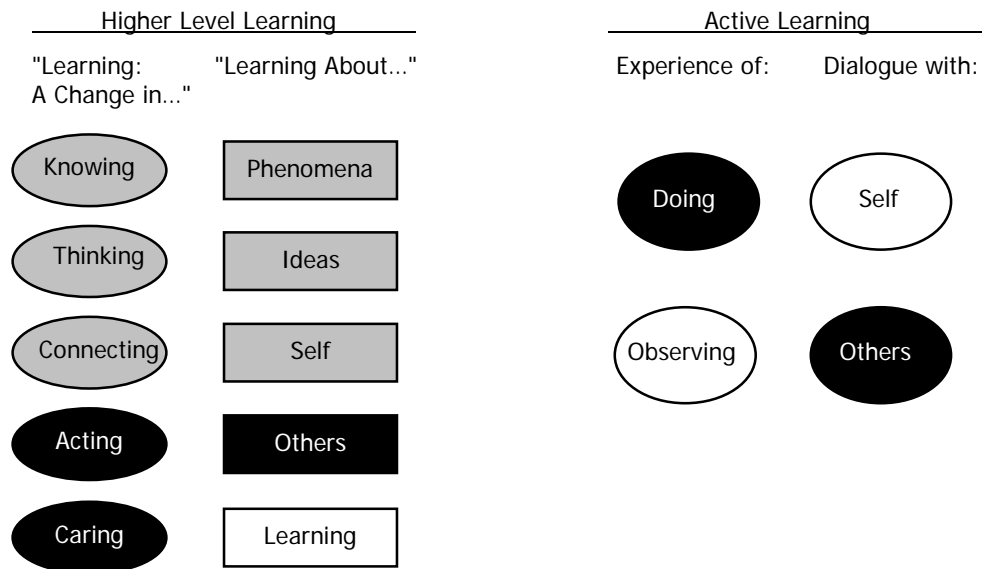 Higher Level Learning
"Learning:
A Change in..."
"Learning About..."
Knowing
Phenomena
Thinking
Ideas
Connecting
Self
Acting
Others
Caring
Learning
Active Learning
Experience of:
Dialogue with:
Doing
Self
Observing
Others